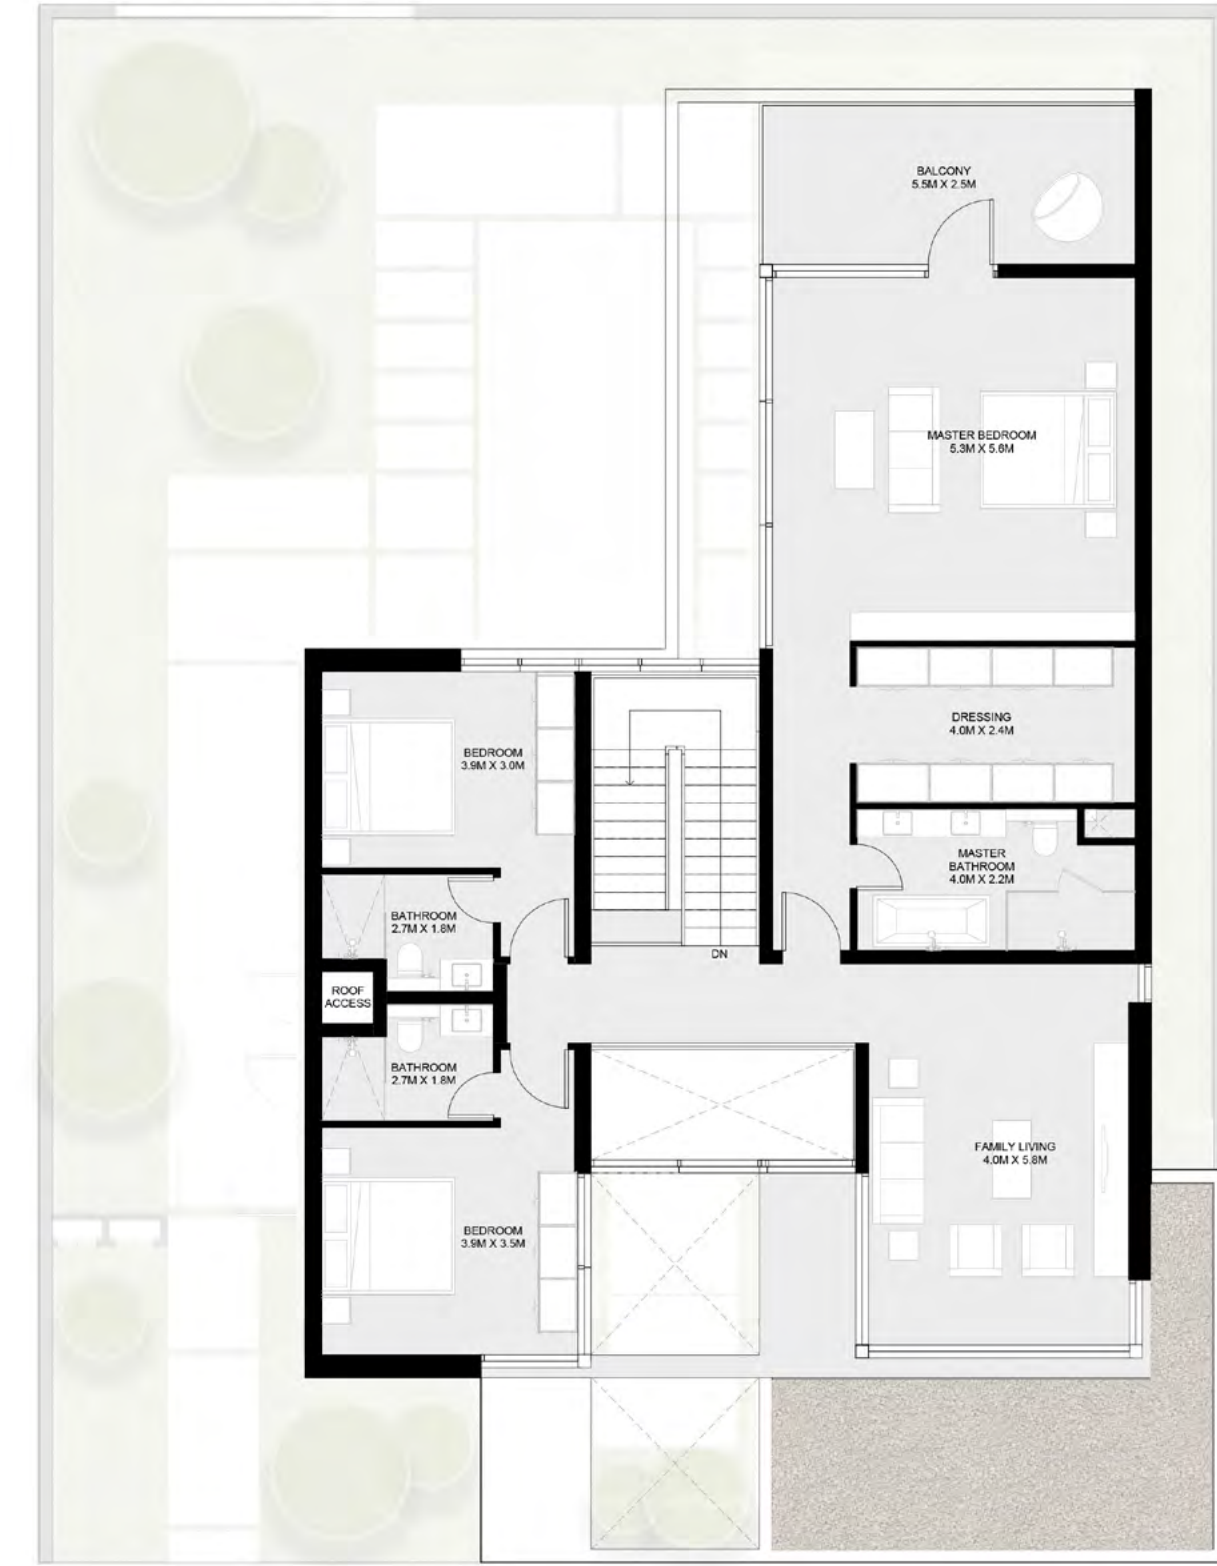 BALCONY
5.5M X 2.5M
MASTER BEDROOM
5.3M X 5.6M
DRESSING
4.0M X 2.4M
BEDROOM
3.9M X 3.0M
MASTER
BATHROOM
4.0M X 2.2M
BATHROOM
2.7M X 1.8M
DN
ROOF
ACCESS
BATHROOM
2.7M X 1.8M
FAMILY LIVING
4.0M X 5.8M
BEDROOM
3.9M X 3.5M